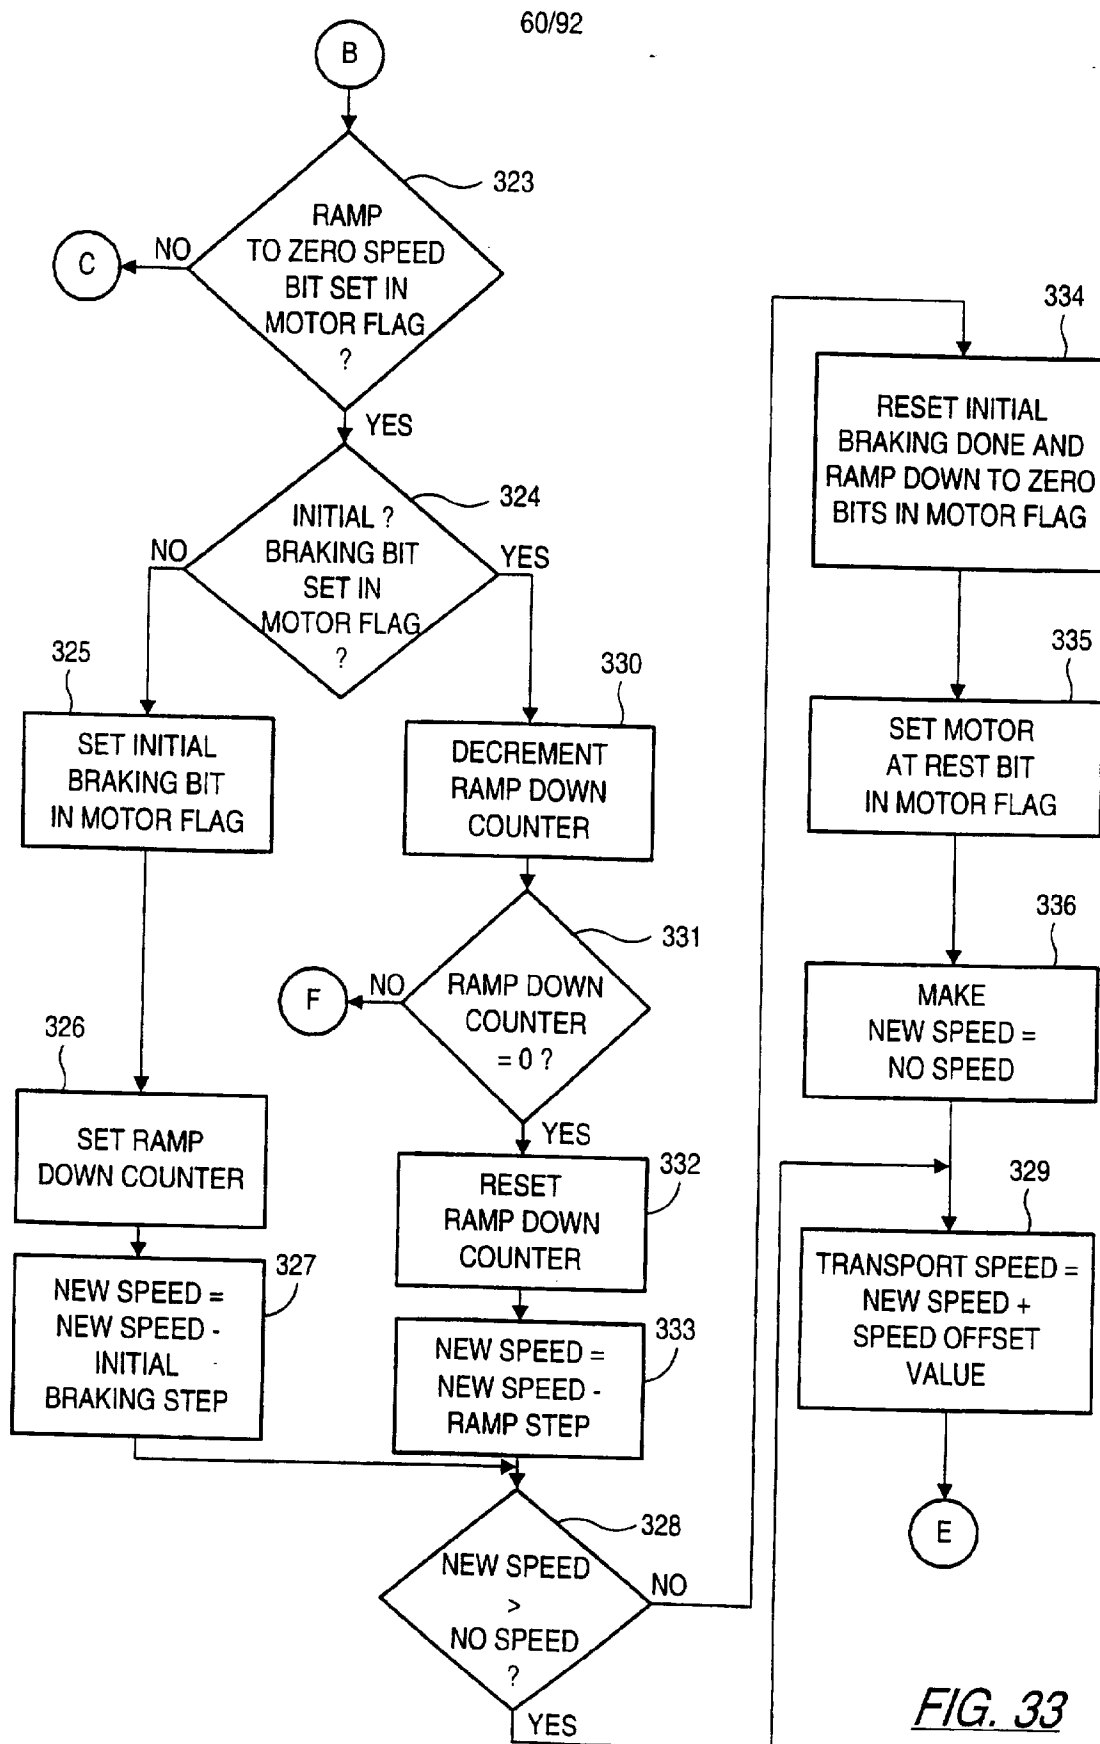 60/92
B
323
RAMP
TO ZERO SPEED
BIT SET IN
MOTOR FLAG
?
NO
C
YES
324
INITIAL ?
BRAKING BIT
SET IN
MOTOR FLAG
?
NO
YES
325
SET INITIAL
BRAKING BIT
IN MOTOR FLAG
326
SET RAMP
DOWN COUNTER
327
NEW SPEED =
NEW SPEED -
INITIAL
BRAKING STEP
330
DECREMENT
RAMP DOWN
COUNTER
331
RAMP DOWN
COUNTER
= 0 ?
NO
F
YES
332
RESET
RAMP DOWN
COUNTER
333
NEW SPEED =
NEW SPEED -
RAMP STEP
328
NEW SPEED
>
NO SPEED
?
NO
YES
334
RESET INITIAL
BRAKING DONE AND
RAMP DOWN TO ZERO
BITS IN MOTOR FLAG
335
SET MOTOR
AT REST BIT
IN MOTOR FLAG
336
MAKE
NEW SPEED =
NO SPEED
329
TRANSPORT SPEED =
NEW SPEED +
SPEED OFFSET
VALUE
E
FIG. 33